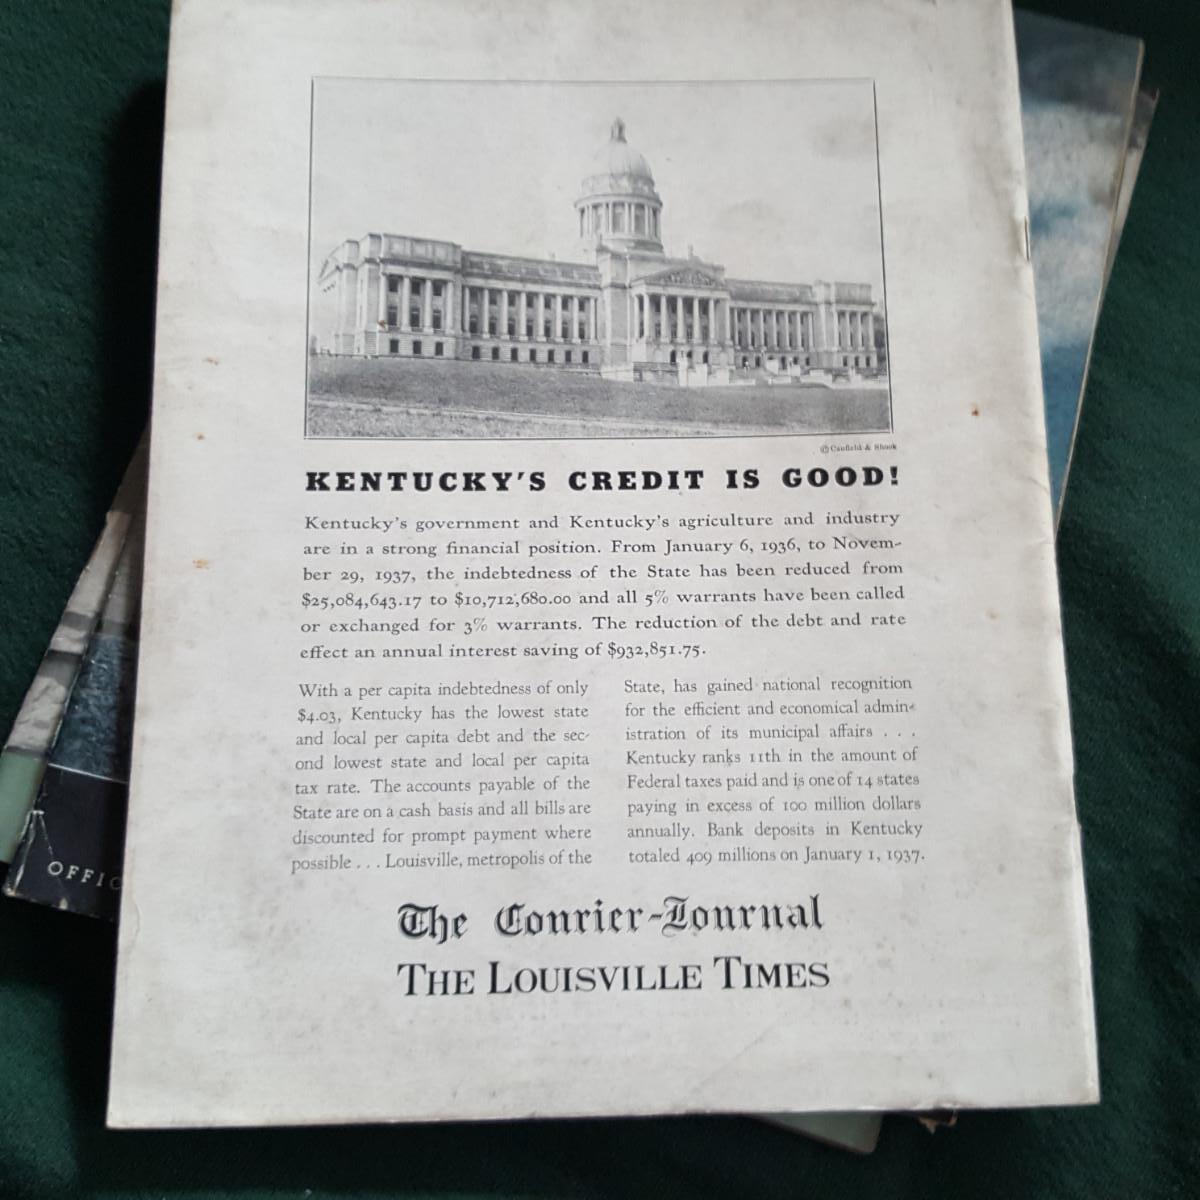 © Caufield & Shook
KENTUCKY'S CREDIT IS GOOD!
Kentucky's government and Kentucky's agriculture and industry
are in a strong financial position. From January 6, 1936, to Novem-
ber 29, 1937, the indebtedness of the State has been reduced from
$25,084,643.17 to $10,712,680.00 and all 5% warrants have been called
or exchanged for 3% warrants. The reduction of the debt and rate
effect an annual interest saving of $932,851.75.
With a per capita indebtedness of only
$4.03, Kentucky has the lowest state
and local per capita debt and the sec-
ond lowest state and local per capita
tax rate. The accounts payable of the
State are on a cash basis and all bills are
discounted for prompt payment where
possible . . . Louisville, metropolis of the
State, has gained national recognition
for the efficient and economical admin-
istration of its municipal affairs . . .
Kentucky ranks 11th in the amount of
Federal taxes paid and is one of 14 states
paying in excess of 100 million dollars
annually. Bank deposits in Kentucky
totaled 409 millions on January 1, 1937.
The Courier-Journal
THE LOUISVILLE TIMES
OFFIC